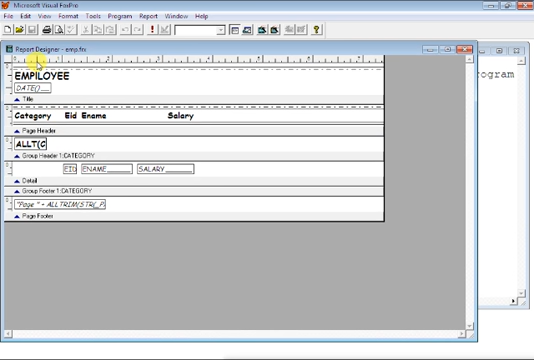 Microsoft Visual FoxPro
File Edit View Format Tools Program Report Window Help
Report Designer - emp.frx
rogram
EMPILOYEE
DATE()
Title
Category Eid Ename Salary
Page Header
ALLT(C
Group Header 1:CATEGORY
EID ENAME SALARY
Detail
Group Footer 1:CATEGORY
"Page " + ALLTRIM(STR(_P
Page Footer